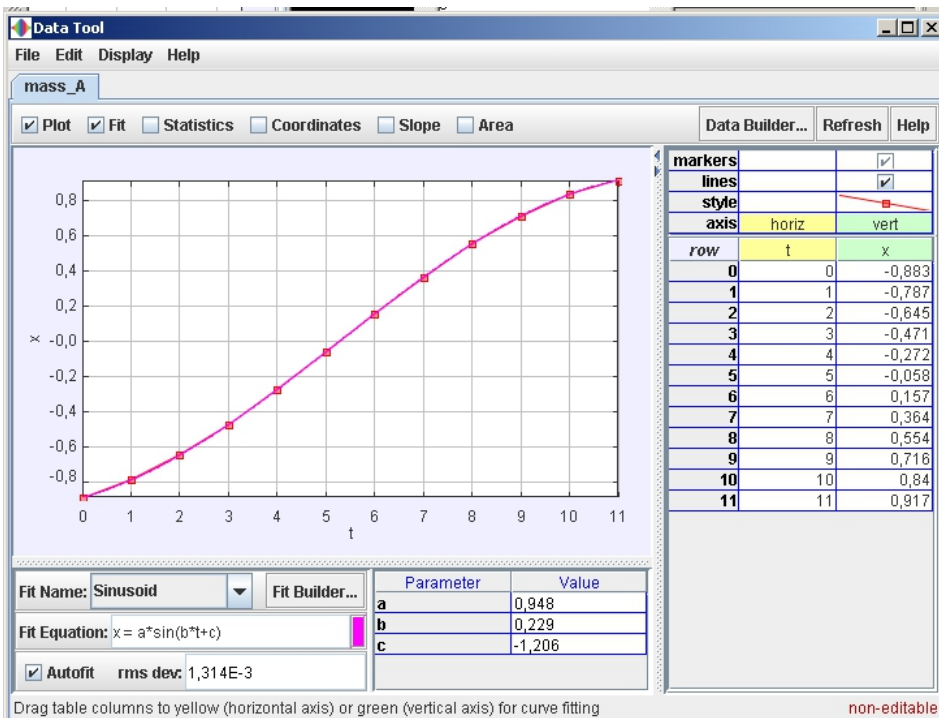 Data Tool
File Edit Display Help
mass_A
Plot Fit Statistics Coordinates Slope Area Data Builder... Refresh Help
0,8
0,6
0,4
0,2
-0,0
-0,2
-0,4
-0,6
-0,8
x
0 1 2 3 4 5 6 7 8 9 10 11
t
markers
lines
style
axis horiz vert
row t x
0 0 -0,883
1 1 -0,787
2 2 -0,645
3 3 -0,471
4 4 -0,272
5 5 -0,058
6 6 0,157
7 7 0,364
8 8 0,554
9 9 0,716
10 10 0,84
11 11 0,917
Fit Name: Sinusoid Fit Builder...
Fit Equation: x = a*sin(b*t+c)
Autofit rms dev: 1,314E-3
Parameter Value
a 0,948
b 0,229
c -1,206
Drag table columns to yellow (horizontal axis) or green (vertical axis) for curve fitting non-editable